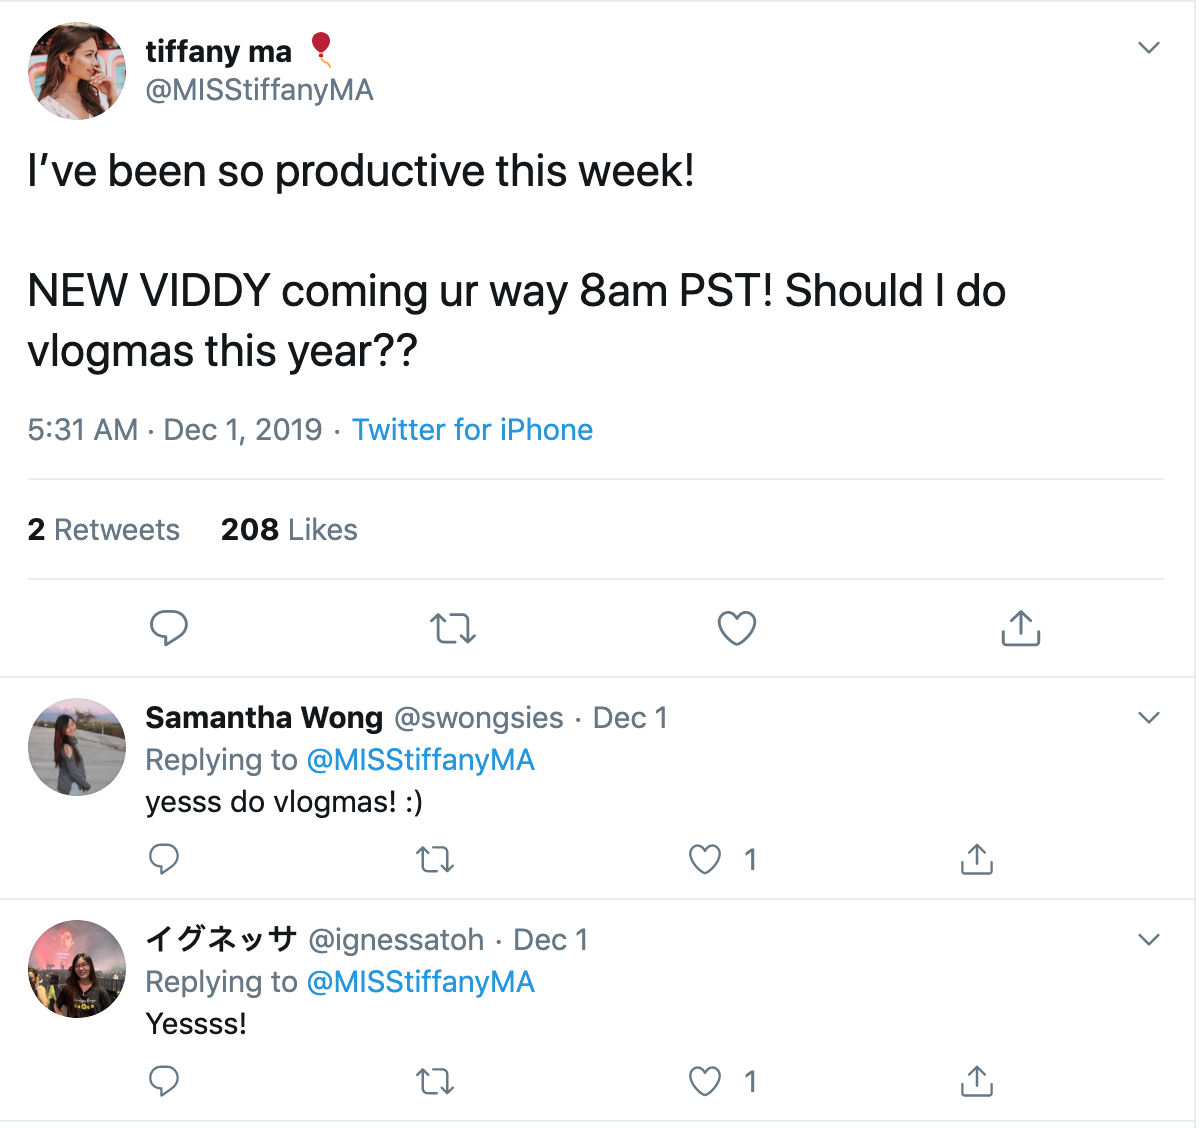 tiffany ma 🎈
@MISStiffanyMA
I’ve been so productive this week!
NEW VIDDY coming ur way 8am PST! Should I do
vlogmas this year??
5:31 AM · Dec 1, 2019 · Twitter for iPhone
2 Retweets 208 Likes
Samantha Wong @swongsies · Dec 1
Replying to @MISStiffanyMA
yesss do vlogmas! :)
1
イグネッサ @ignessatoh · Dec 1
Replying to @MISStiffanyMA
Yessss!
1